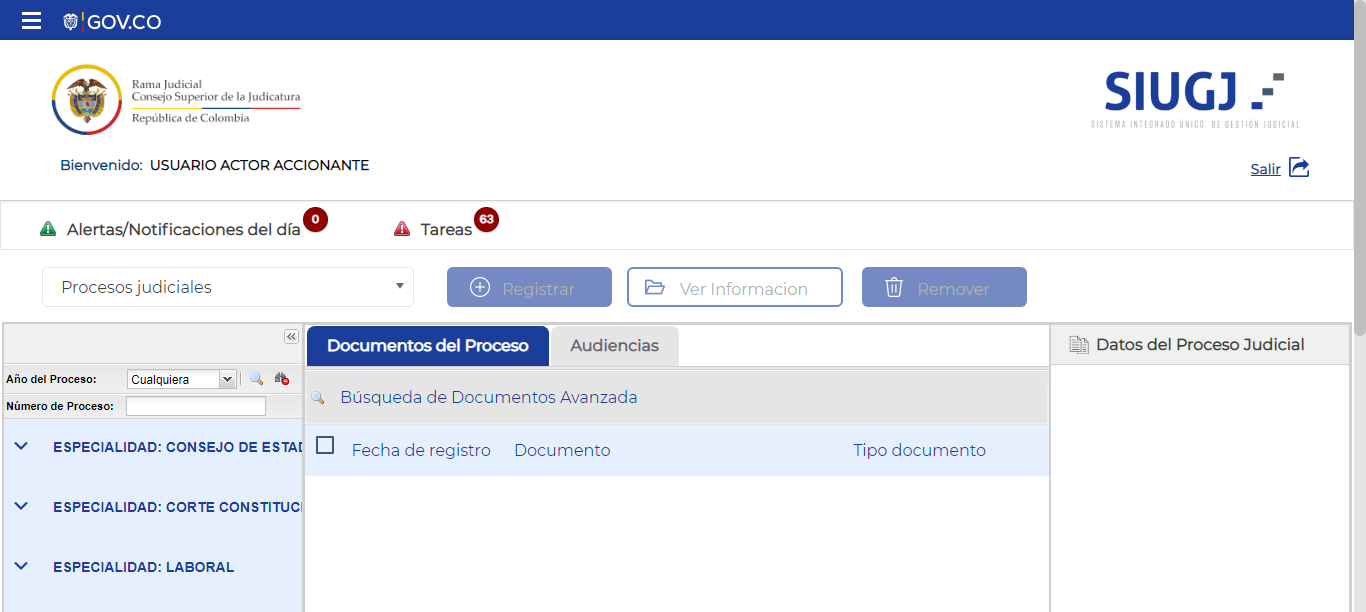 GOV.CO
Rama Judicial
Consejo Superior de la Judicatura
República de Colombia
SIUGJ
SISTEMA INTEGRADO ÚNICO DE GESTIÓN JUDICIAL
Bienvenido: USUARIO ACTOR ACCIONANTE
Salir
Alertas/Notificaciones del día 0
Tareas 63
Procesos judiciales
Registrar
Ver Informacion
Remover
Año del Proceso: Cualquiera
Número de Proceso:
ESPECIALIDAD: CONSEJO DE ESTAD
ESPECIALIDAD: CORTE CONSTITUCI
ESPECIALIDAD: LABORAL
Documentos del Proceso
Audiencias
Búsqueda de Documentos Avanzada
Fecha de registro Documento Tipo documento
Datos del Proceso Judicial